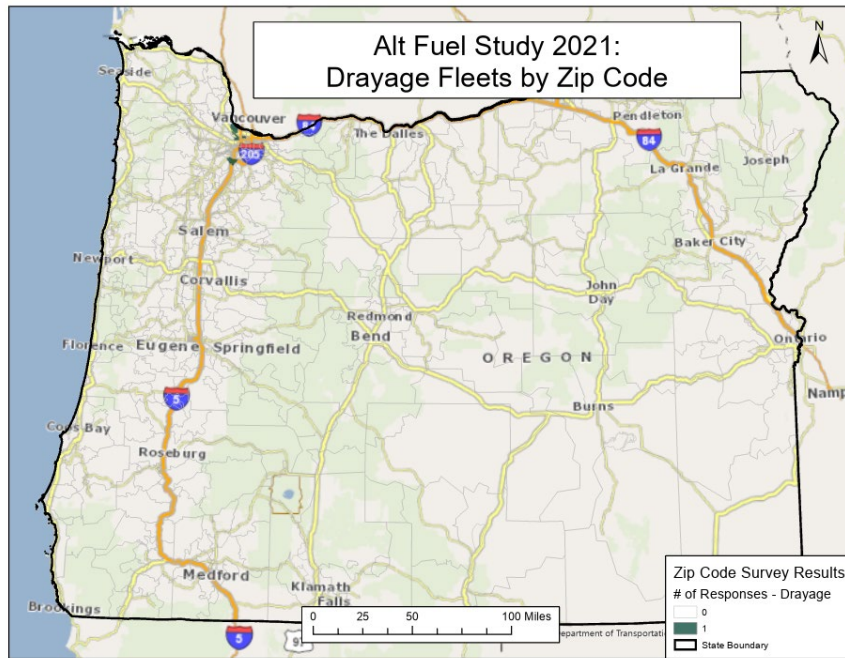 Alt Fuel Study 2021:
Drayage Fleets by Zip Code
N
Seaside
Vancouver
84
The Dalles
205
Pendleton
84
La Grande
Joseph
Salem
Baker City
Newport
Corvallis
John
Day
Redmond
Bend
Ontario
Florence
Eugene
Springfield
OREGON
Namp
5
Burns
Coos Bay
Roseburg
Medford
Klamath
Falls
Brookings
5
97
0 25 50 100 Miles
epartment of Transportatio
Zip Code Survey Results
# of Responses - Drayage
0
1
State Boundary